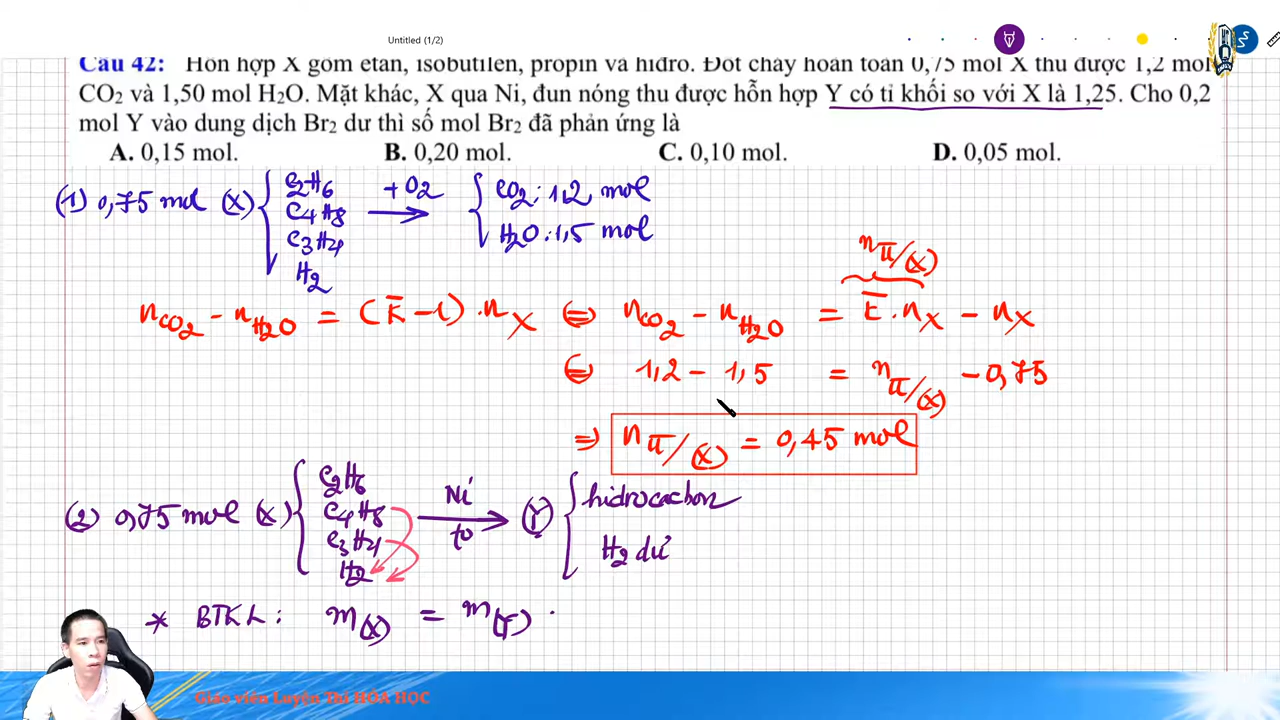 Untitled (1/2)
Câu 42: Hỗn hợp X gồm etan, isobutilen, propin và hiđro. Đốt cháy hoàn toàn 0,75 mol X thu được 1,2 mol
CO2 và 1,50 mol H2O. Mặt khác, X qua Ni, đun nóng thu được hỗn hợp Y có tỉ khối so với X là 1,25. Cho 0,2
mol Y vào dung dịch Br2 dư thì số mol Br2 đã phản ứng là
A. 0,15 mol. B. 0,20 mol. C. 0,10 mol. D. 0,05 mol.
(1) 0,75 mol (X) { C2H6 C4H8 C3H4 H2 + O2 → { CO2 : 1,2 mol H2O : 1,5 mol
nπ/(X)
nCO2 - nH2O = (k̄ - 1) . nX ⇔ nCO2 - nH2O = k̄ . nX - nX
⇔ 1,2 - 1,5 = nπ/(X) - 0,75
⇒ nπ/(X) = 0,45 mol
(2) 0,75 mol (X) { C2H6 C4H8 C3H4 H2 Ni to → (Y) { hidrocacbon H2 dư
* BTKL: m(X) = m(Y) .
Giáo viên Luyện Thi HÓA HỌC